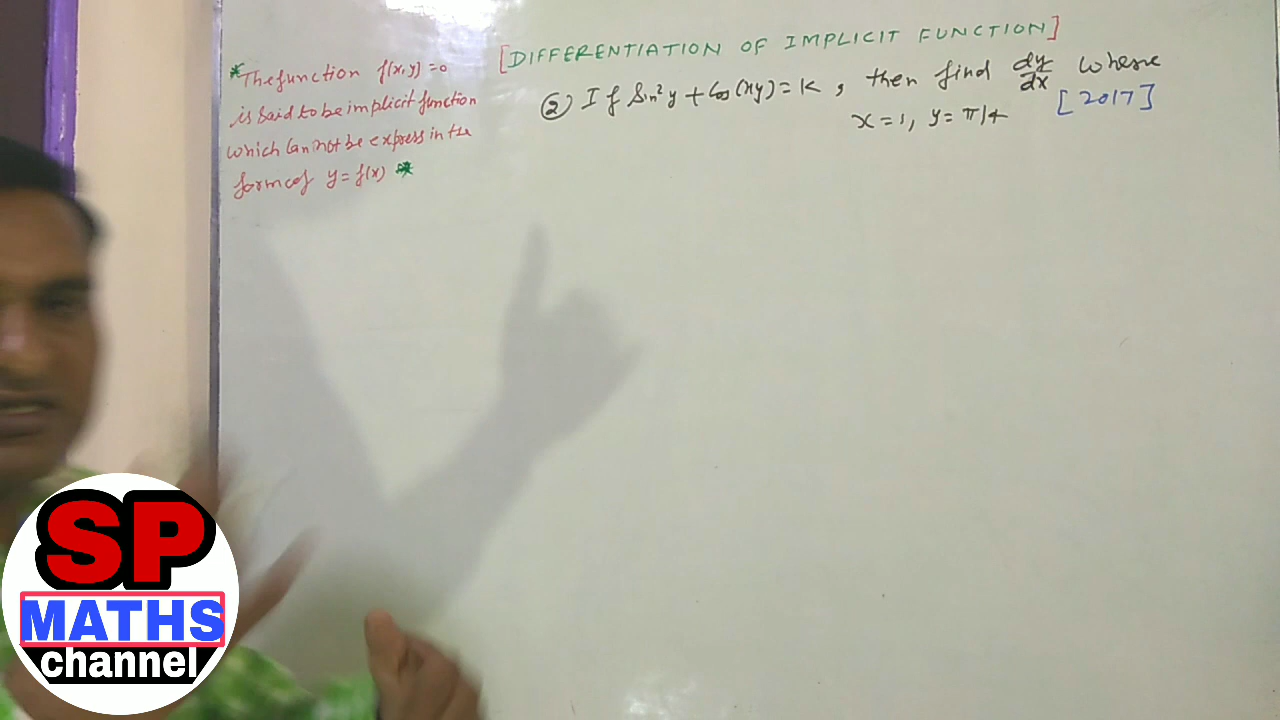 [DIFFERENTIATION OF IMPLICIT FUNCTION]
* The function f(x,y) = 0
is said to be implicit function
which can not be express in the
form of y = f(x) *
② If Sin²y + Cos(xy) = K , then find dy/dx where
x = 1, y = π/4 [2017]
SP
MATHS
channel